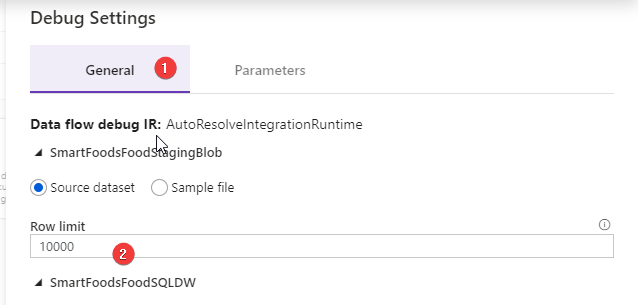 Debug Settings
General 1 Parameters
Data flow debug IR: AutoResolveIntegrationRuntime
SmartFoodsFoodStagingBlob
Source dataset Sample file
Row limit
10000 2
SmartFoodsFoodSQLDW